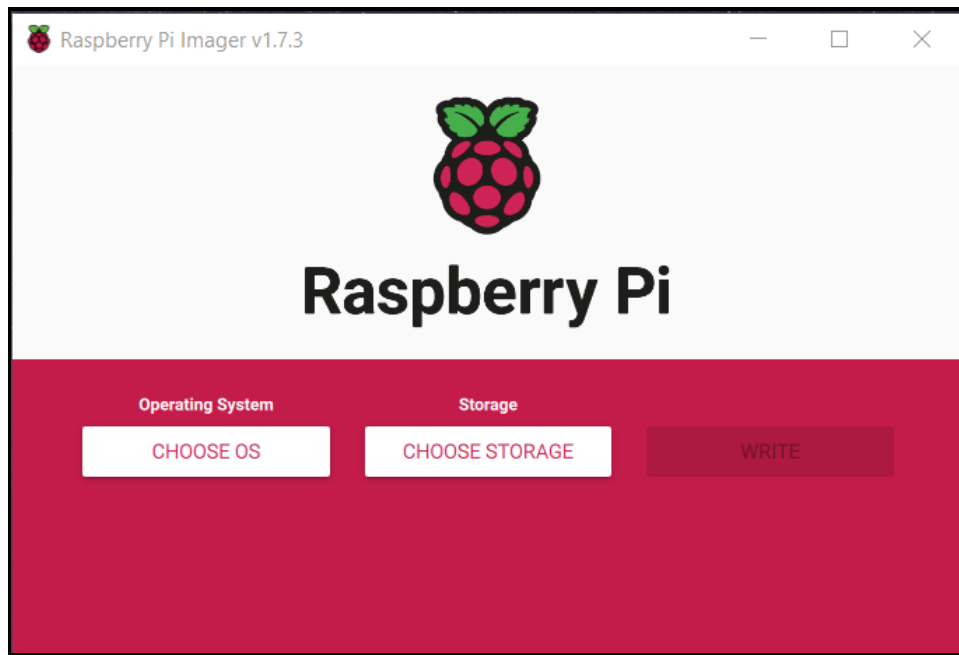 Raspberry Pi Imager v1.7.3
Raspberry Pi
Operating System
Storage
CHOOSE OS
CHOOSE STORAGE
WRITE